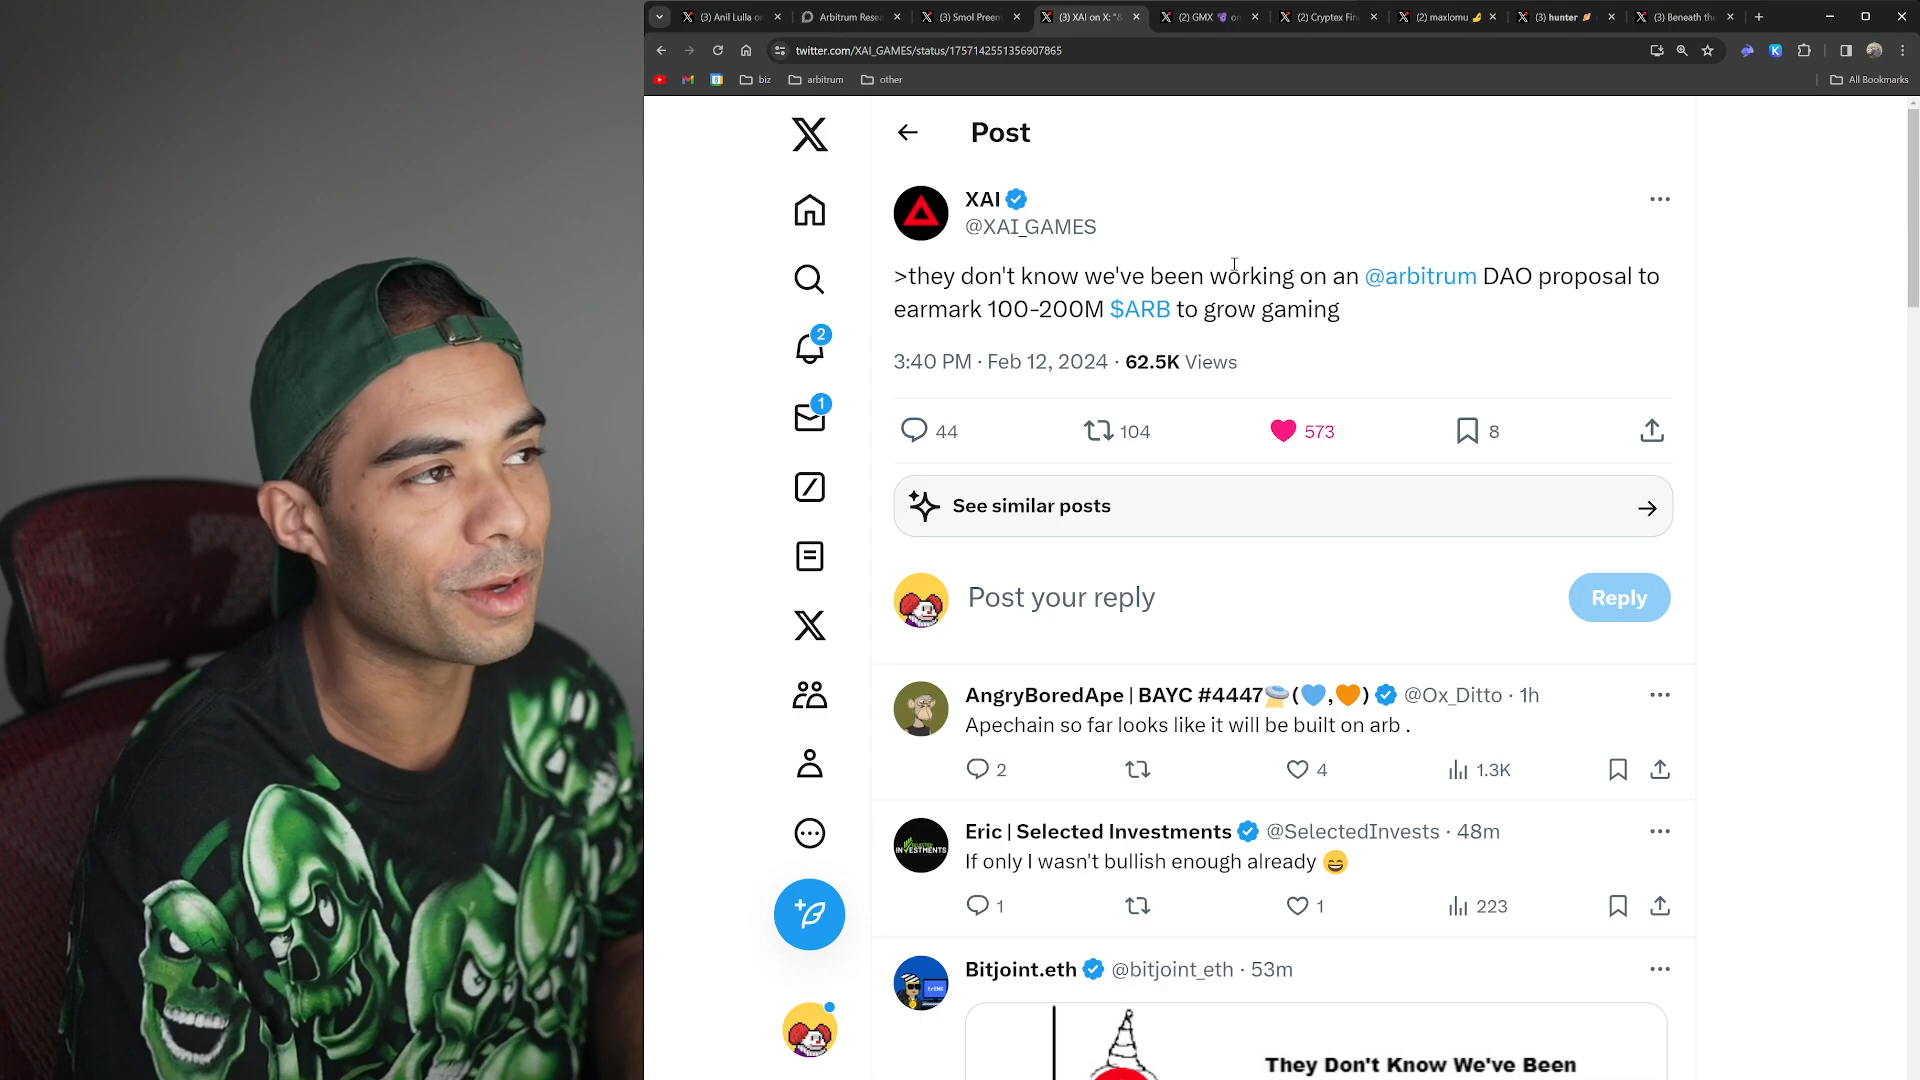 (3) Anil Lulla o
Arbitrum Resea
(3) Smol Preem
(3) XAI on X: "&
(2) GMX on
(2) Cryptex Fin
(2) maxlomu
(3) hunter
(3) Beneath the
twitter.com/XAI_GAMES/status/1757142551356907865
biz
arbitrum
other
All Bookmarks
Post
XAI
@XAI_GAMES
>they don't know we've been working on an @arbitrum DAO proposal to
earmark 100-200M $ARB to grow gaming
3:40 PM · Feb 12, 2024 · 62.5K Views
2
1
44
104
573
8
See similar posts
Post your reply
Reply
AngryBoredApe | BAYC #4447🛸(💙,🧡) @Ox_Ditto · 1h
Apechain so far looks like it will be built on arb .
2
4
1.3K
Eric | Selected Investments @SelectedInvests · 48m
INVESTMENTS
If only I wasn't bullish enough already 😄
1
1
223
Bitjoint.eth @bitjoint_eth · 53m
They Don't Know We've Been